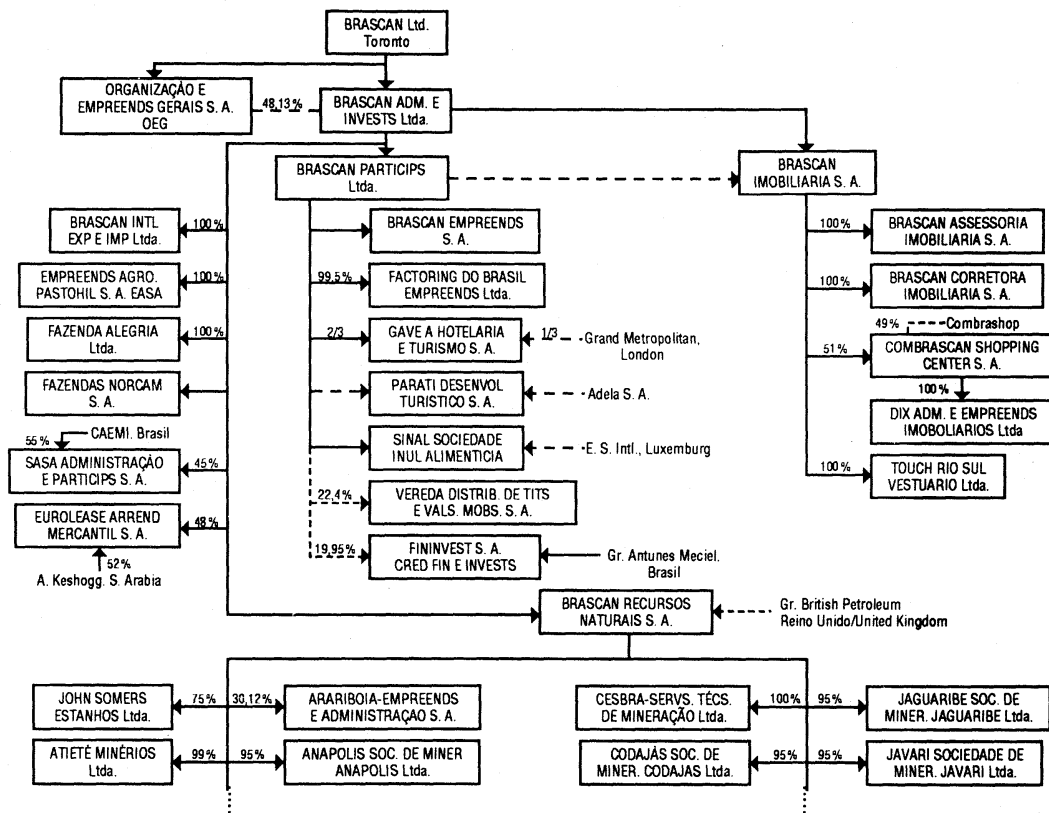 BRASCAN Ltd.
Toronto
ORGANIZAÇÀO E
EMPREENDS GERAIS S. A.
OEG
48,13%
BRASCAN ADM. E
INVESTS Ltda.
BRASCAN PARTICIPS
Ltda.
BRASCAN
IMOBILIARIA S. A.
BRASCAN INTL
EXP E IMP Ltda.
100%
EMPREENDS AGRO.
PASTOHIL S. A. EASA
100%
FAZENDA ALEGRIA
Ltda.
100%
FAZENDAS NORCAM
S. A.
55%
CAEMI. Brasil
SASA ADMINISTRAÇÀO
E PARTICIPS S. A.
45%
EUROLEASE ARREND
MERCANTIL S. A.
48%
52%
A. Keshogg. S. Arabia
BRASCAN EMPREENDS
S. A.
99,5%
FACTORING DO BRASIL
EMPREENDS Ltda.
2/3
GAVE A HOTELARIA
E TURISMO S. A.
1/3
Grand Metropolitan,
London
PARATI DESENVOL
TURISTICO S. A.
Adela S. A.
SINAL SOCIEDADE
INUL ALIMENTICIA
E. S. Intl., Luxemburg
22,4%
VEREDA DISTRIB. DE TITS
E VALS. MOBS. S. A.
19,95%
FININVEST S. A.
CRED FIN E INVESTS
Gr. Antunes Meciel.
Brasil
100%
BRASCAN ASSESSORIA
IMOBILIARIA S. A.
100%
BRASCAN CORRETORA
IMOBILIARIA S. A.
49%
Combrashop
51%
COMBRASCAN SHOPPING
CENTER S. A.
100%
DIX ADM. E EMPREENDS
IMOBOLIARIOS Ltda
100%
TOUCH RIO SUL
VESTUARIO Ltda.
BRASCAN RECURSOS
NATURAIS S. A.
Gr. British Petroleum
Reino Unido/United Kingdom
JOHN SOMERS
ESTANHOS Ltda.
75%
30,12%
ARARIBOIA-EMPREENDS
E ADMINISTRAÇAO S. A.
CESBRA-SERVS. TÉCS.
DE MINERAÇÃO Ltda.
100%
95%
JAGUARIBE SOC. DE
MINER. JAGUARIBE Ltda.
ATIETÉ MINÉRIOS
Ltda.
99%
95%
ANAPOLIS SOC. DE MINER
ANAPOLIS Ltda.
CODAJÀS SOC. DE
MINER. CODAJAS Ltda.
95%
95%
JAVARI SOCIEDADE DE
MINER. JAVARI Ltda.